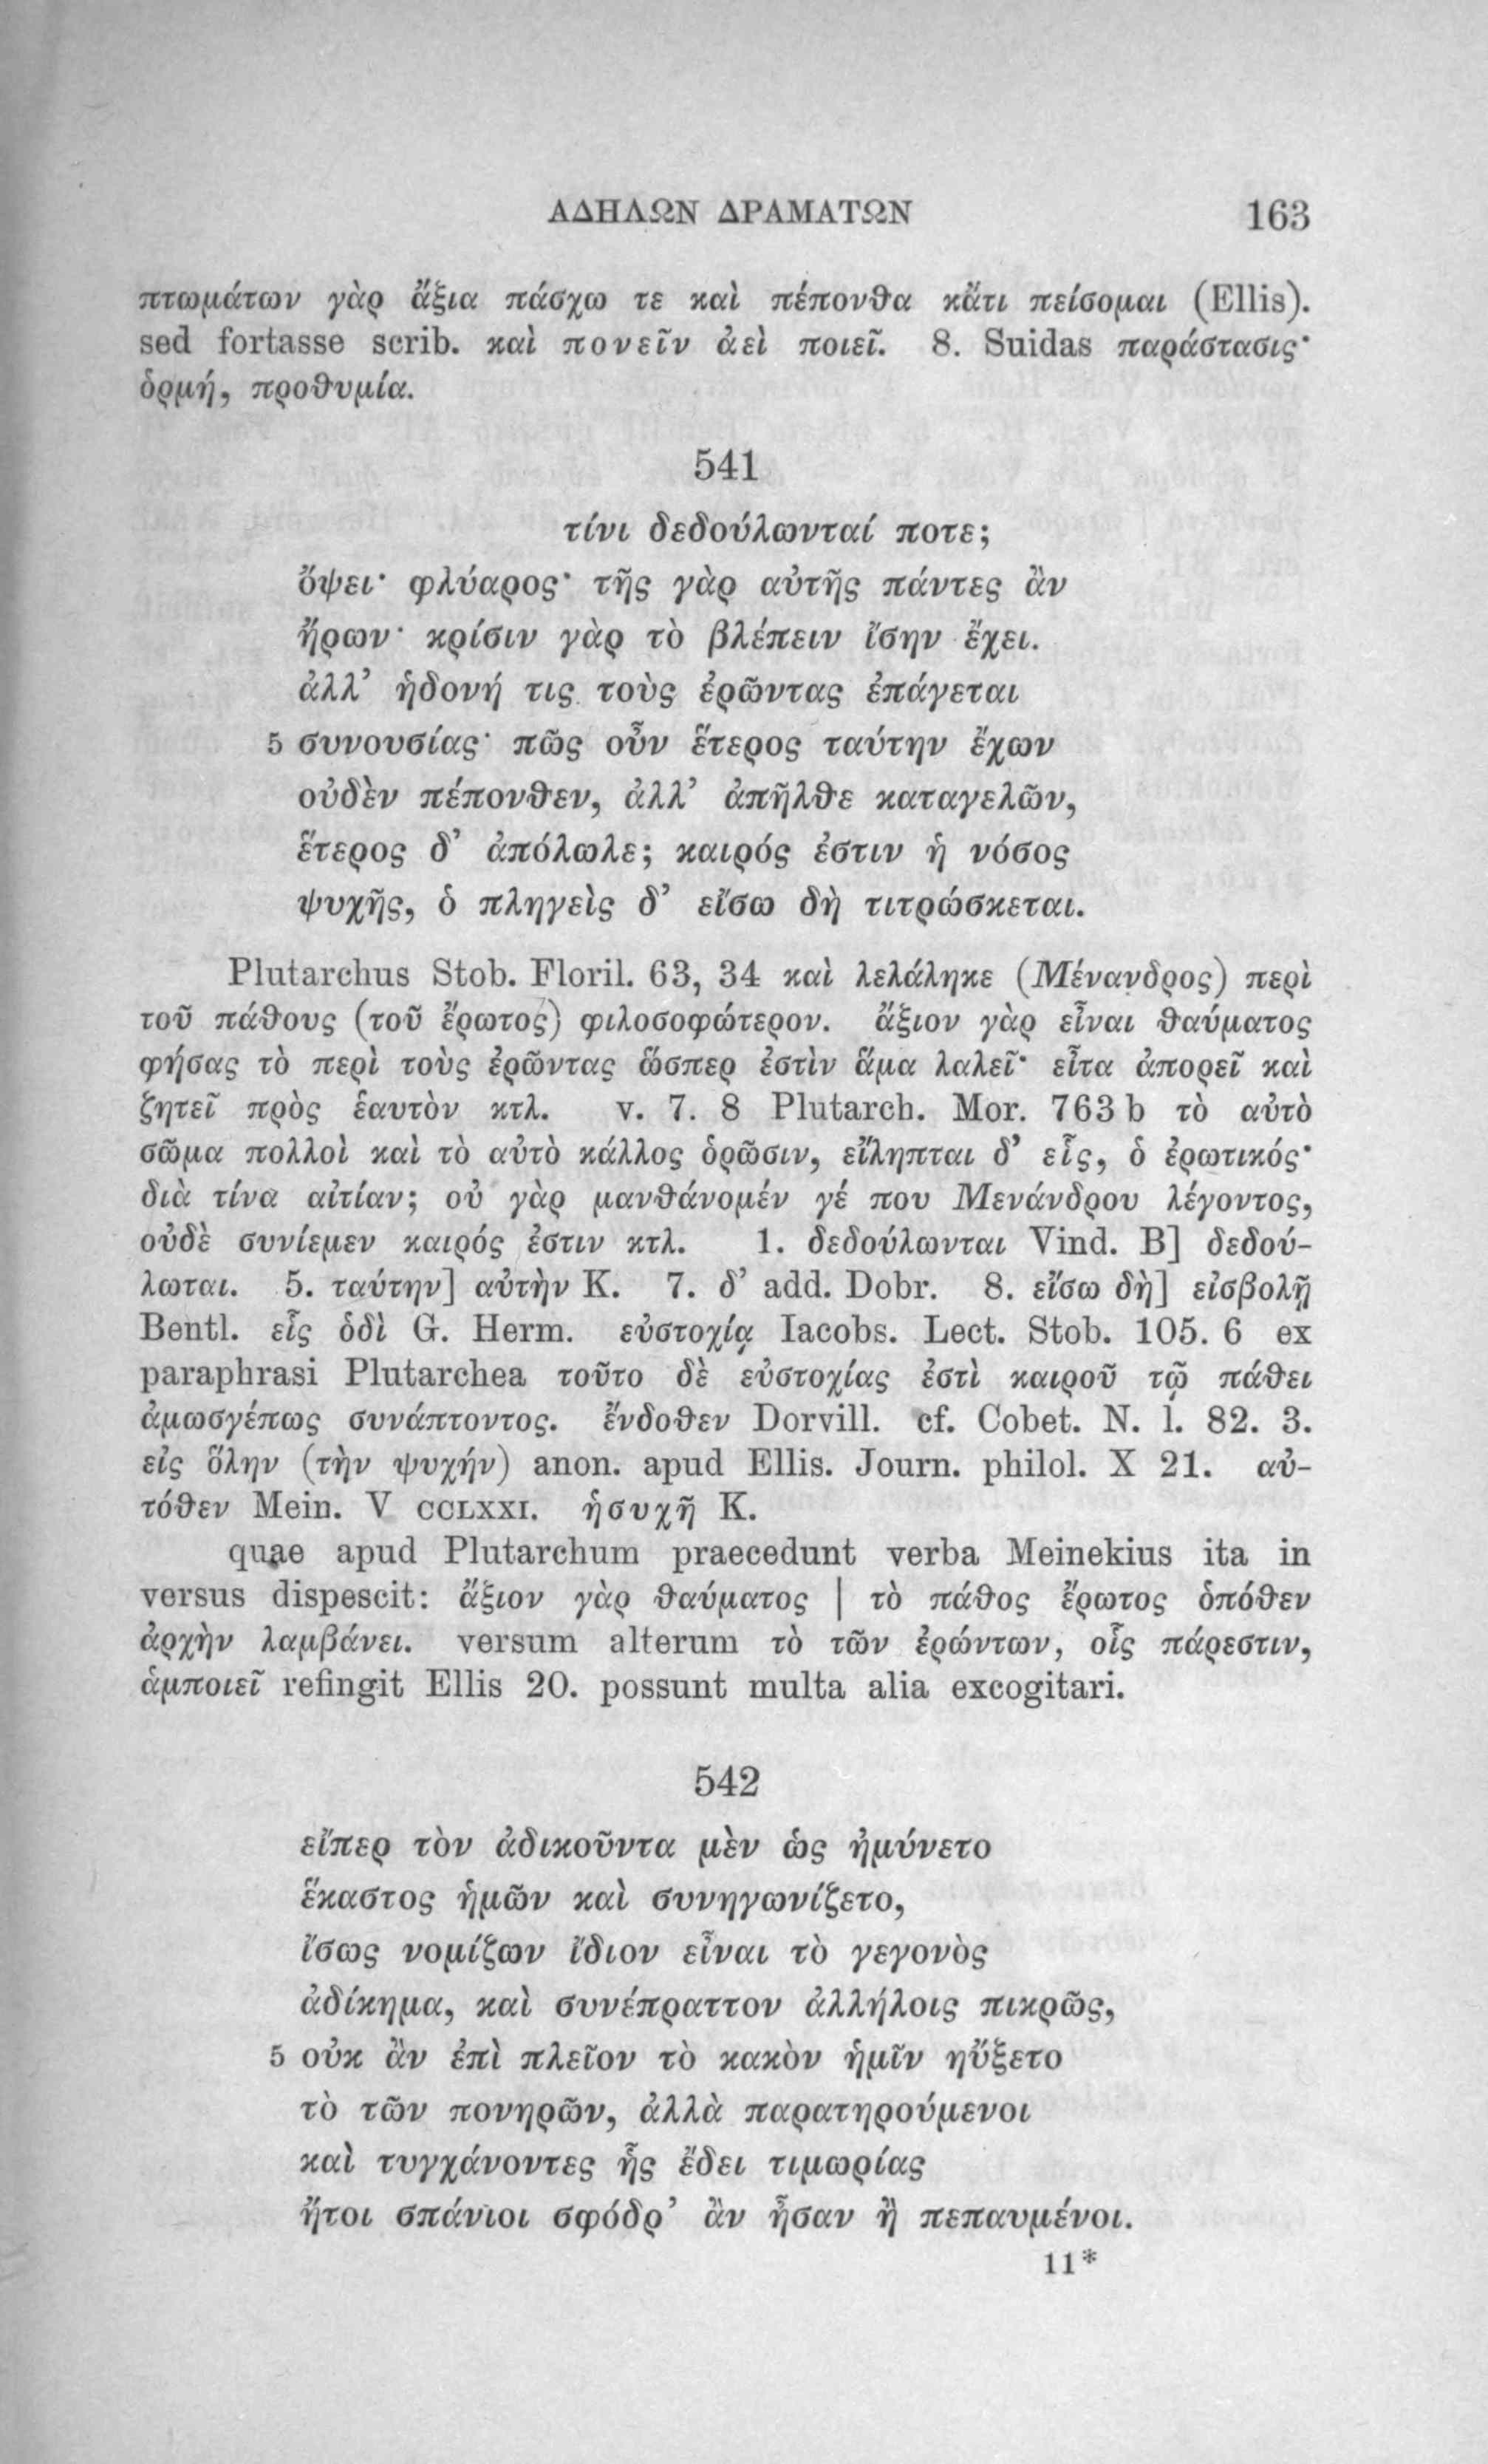 ΑΔΗΛΩΝ ΔΡΑΜΑΤΩΝ 163
πτωμάτων γὰρ ἄξια πάσχω τε καὶ πέπονθα κἄτι πείσομαι (Ellis).
sed fortasse scrib. καὶ πονεῖν ἀεὶ ποιεῖ. 8. Suidas παράστασις·
ὁρμή, προθυμία.
541
τίνι δεδούλωνταί ποτε;
ὄψει· φλύαρος· τῆς γὰρ αὐτῆς πάντες ἂν
ἤρων· κρίσιν γὰρ τὸ βλέπειν ἴσην ἔχει.
ἀλλ’ ἡδονή τις τοὺς ἐρῶντας ἐπάγεται
5 συνουσίας· πῶς οὖν ἕτερος ταύτην ἔχων
οὐδὲν πέπονθεν, ἀλλ’ ἀπῆλθε καταγελῶν,
ἕτερος δ’ ἀπόλωλε; καιρός ἐστιν ἡ νόσος
ψυχῆς, ὁ πληγεὶς δ’ εἴσω δὴ τιτρώσκεται.
Plutarchus Stob. Floril. 63, 34 καὶ λελάληκε (Μένανδρος) περὶ
τοῦ πάθους (τοῦ ἔρωτος) φιλοσοφώτερον. ἄξιον γὰρ εἶναι θαύματος
φήσας τὸ περὶ τοὺς ἐρῶντας ὥσπερ ἐστὶν ἅμα λαλεῖ· εἶτα ἀπορεῖ καὶ
ζητεῖ πρὸς ἑαυτὸν κτλ. v. 7. 8 Plutarch. Mor. 763 b τὸ αὐτὸ
σῶμα πολλοὶ καὶ τὸ αὐτὸ κάλλος ὁρῶσιν, εἴληπται δ’ εἷς, ὁ ἐρωτικός·
διὰ τίνα αἰτίαν; οὐ γὰρ μανθάνομέν γέ που Μενάνδρου λέγοντος,
οὐδὲ συνίεμεν καιρός ἐστιν κτλ. 1. δεδούλωνται Vind. B] δεδού-
λωται. 5. ταύτην] αὐτὴν K. 7. δ’ add. Dobr. 8. εἴσω δὴ] εἰσβολῇ
Bentl. εἷς ὁδὶ G. Herm. εὐστοχίᾳ Iacobs. Lect. Stob. 105. 6 ex
paraphrasi Plutarchea τοῦτο δὲ εὐστοχίας ἐστὶ καιροῦ τῷ πάθει
ἁμωσγέπως συνάπτοντος. ἔνδοθεν Dorvill. cf. Cobet. N. l. 82. 3.
εἰς ὅλην (τὴν ψυχήν) anon. apud Ellis. Journ. philol. X 21. αὐ-
τόθεν Mein. V CCLXXI. ἡσυχῆ K.
quae apud Plutarchum praecedunt verba Meinekius ita in
versus dispescit: ἄξιον γὰρ θαύματος | τὸ πάθος ἔρωτος ὁπόθεν
ἀρχὴν λαμβάνει. versum alterum τὸ τῶν ἐρώντων, οἷς πάρεστιν,
ἁμποιεῖ refingit Ellis 20. possunt multa alia excogitari.
542
εἴπερ τὸν ἀδικοῦντα μὲν ὡς ἠμύνετο
ἕκαστος ἡμῶν καὶ συνηγωνίζετο,
ἴσως νομίζων ἴδιον εἶναι τὸ γεγονὸς
ἀδίκημα, καὶ συνέπραττον ἀλλήλοις πικρῶς,
5 οὐκ ἂν ἐπὶ πλεῖον τὸ κακὸν ἡμῖν ηὔξετο
τὸ τῶν πονηρῶν, ἀλλὰ παρατηρούμενοι
καὶ τυγχάνοντες ἧς ἔδει τιμωρίας
ἤτοι σπάνιοι σφόδρ’ ἂν ἦσαν ἢ πεπαυμένοι.
11*